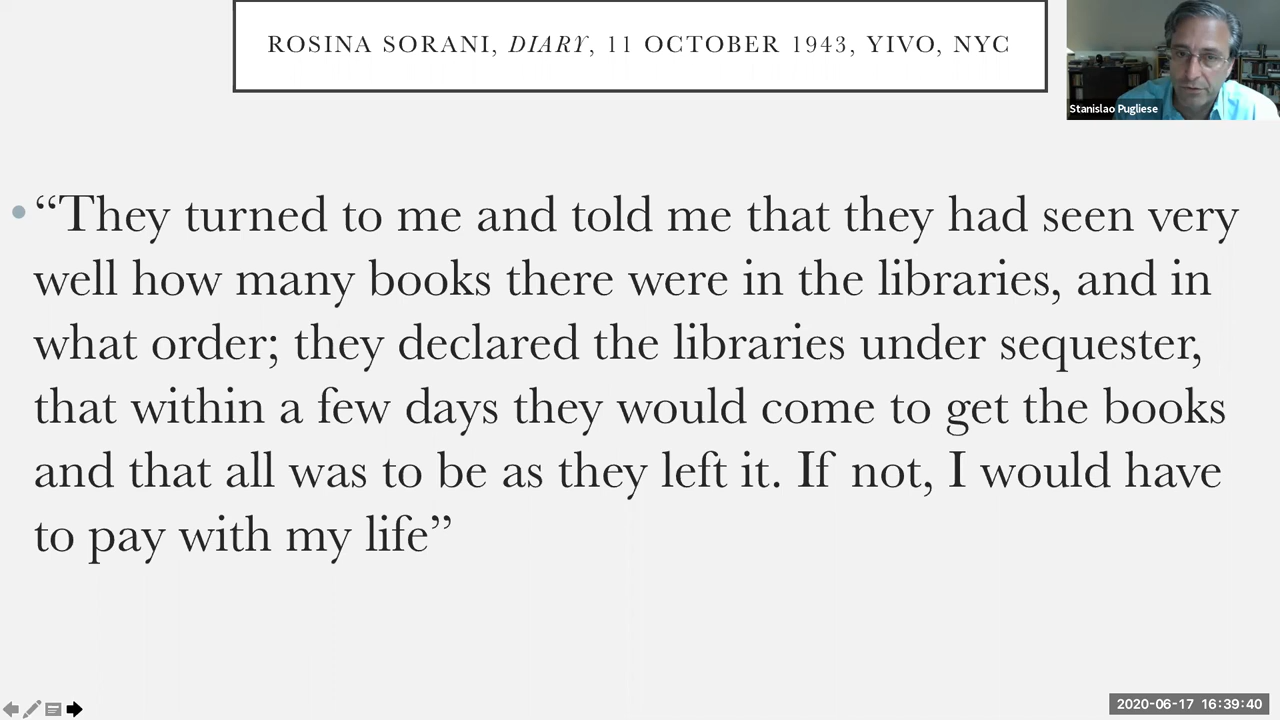 ROSINA SORANI, DIARY, 11 OCTOBER 1943, YIVO, NYC
Stanislao Pugliese
• “They turned to me and told me that they had seen very
well how many books there were in the libraries, and in
what order; they declared the libraries under sequester,
that within a few days they would come to get the books
and that all was to be as they left it. If not, I would have
to pay with my life”
2020-06-17 16:39:40